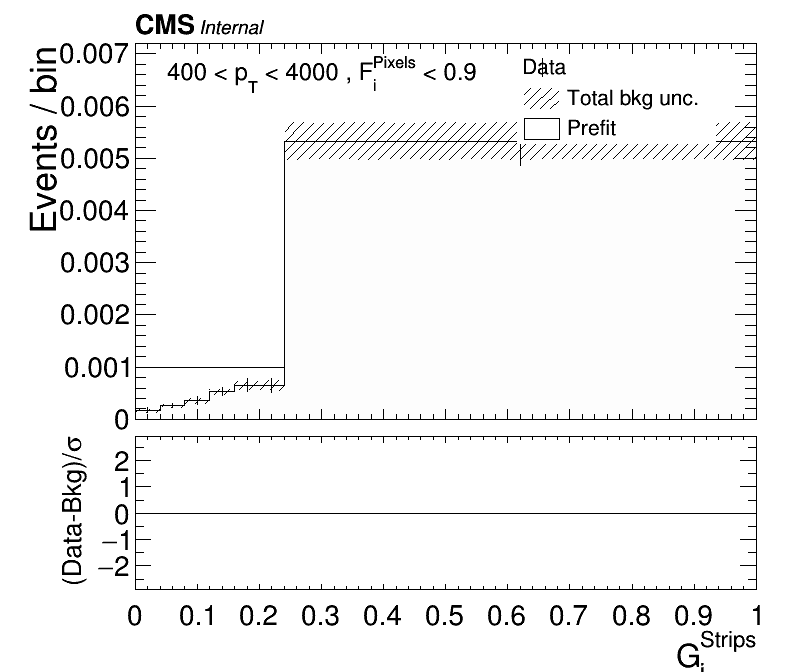 CMS Internal
Events / bin
400 < p_T < 4000 , F_i^Pixels < 0.9
Data
Total bkg unc.
Prefit
0.007
0.006
0.005
0.004
0.003
0.002
0.001
0
(Data-Bkg)/σ
2
1
0
−1
−2
0 0.1 0.2 0.3 0.4 0.5 0.6 0.7 0.8 0.9 1
G_i^Strips